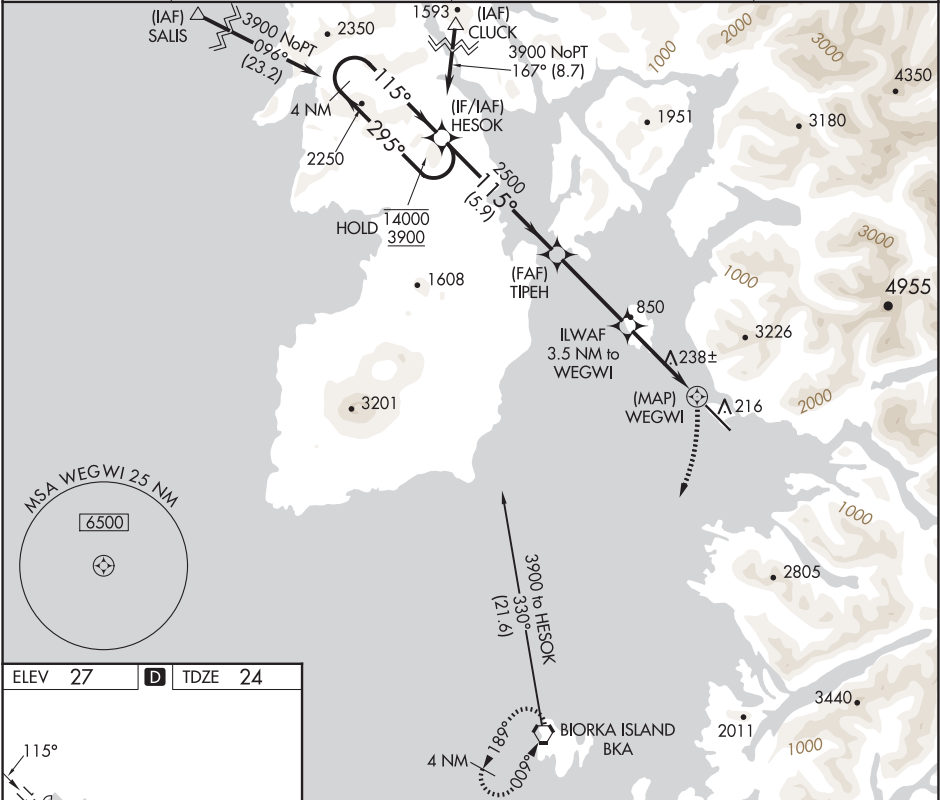 (IAF)
SALIS
3900 NoPT
096°
(23.2)
2350
1593
(IAF)
CLUCK
3900 NoPT
167° (8.7)
1000
2000
3000
4350
115°
4 NM
295°
2250
(IF/IAF)
HESOK
1951
3180
HOLD
14000
3900
2500
115°
(5.9)
(FAF)
TIPEH
1608
3000
1000
4955
850
ILWAF
3.5 NM to
WEGWI
3226
238±
(MAP)
WEGWI
216
2000
3201
MSA WEGWI 25 NM
6500
1000
3900 to HESOK
330°
(21.6)
2805
ELEV 27
D
TDZE 24
3440
2011
1000
BIORKA ISLAND
BKA
189°
009°
4 NM
115°